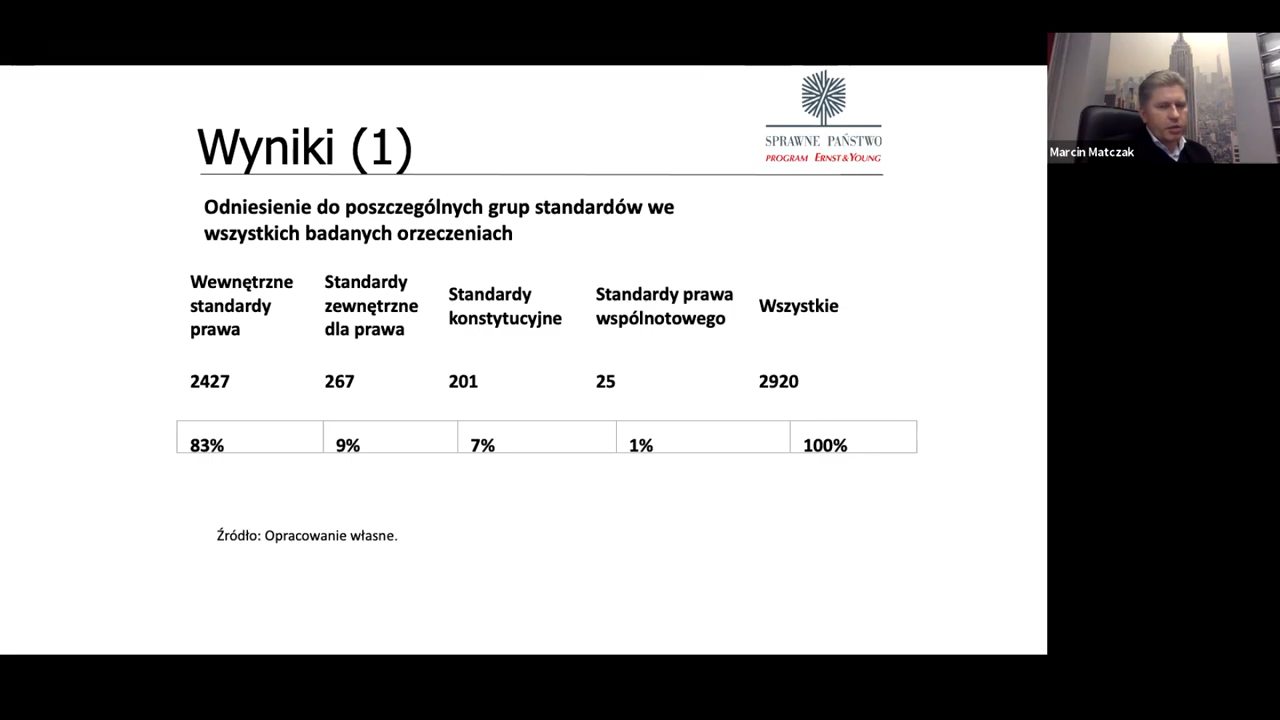 Wyniki (1)
SPRAWNE PAŃSTWO
PROGRAM ERNST & YOUNG
Marcin Matczak
Odniesienie do poszczególnych grup standardów we
wszystkich badanych orzeczeniach
Wewnętrzne
standardy
prawa
Standardy
zewnętrzne
dla prawa
Standardy
konstytucyjne
Standardy prawa
wspólnotowego
Wszystkie
2427
267
201
25
2920
83%
9%
7%
1%
100%
Źródło: Opracowanie własne.